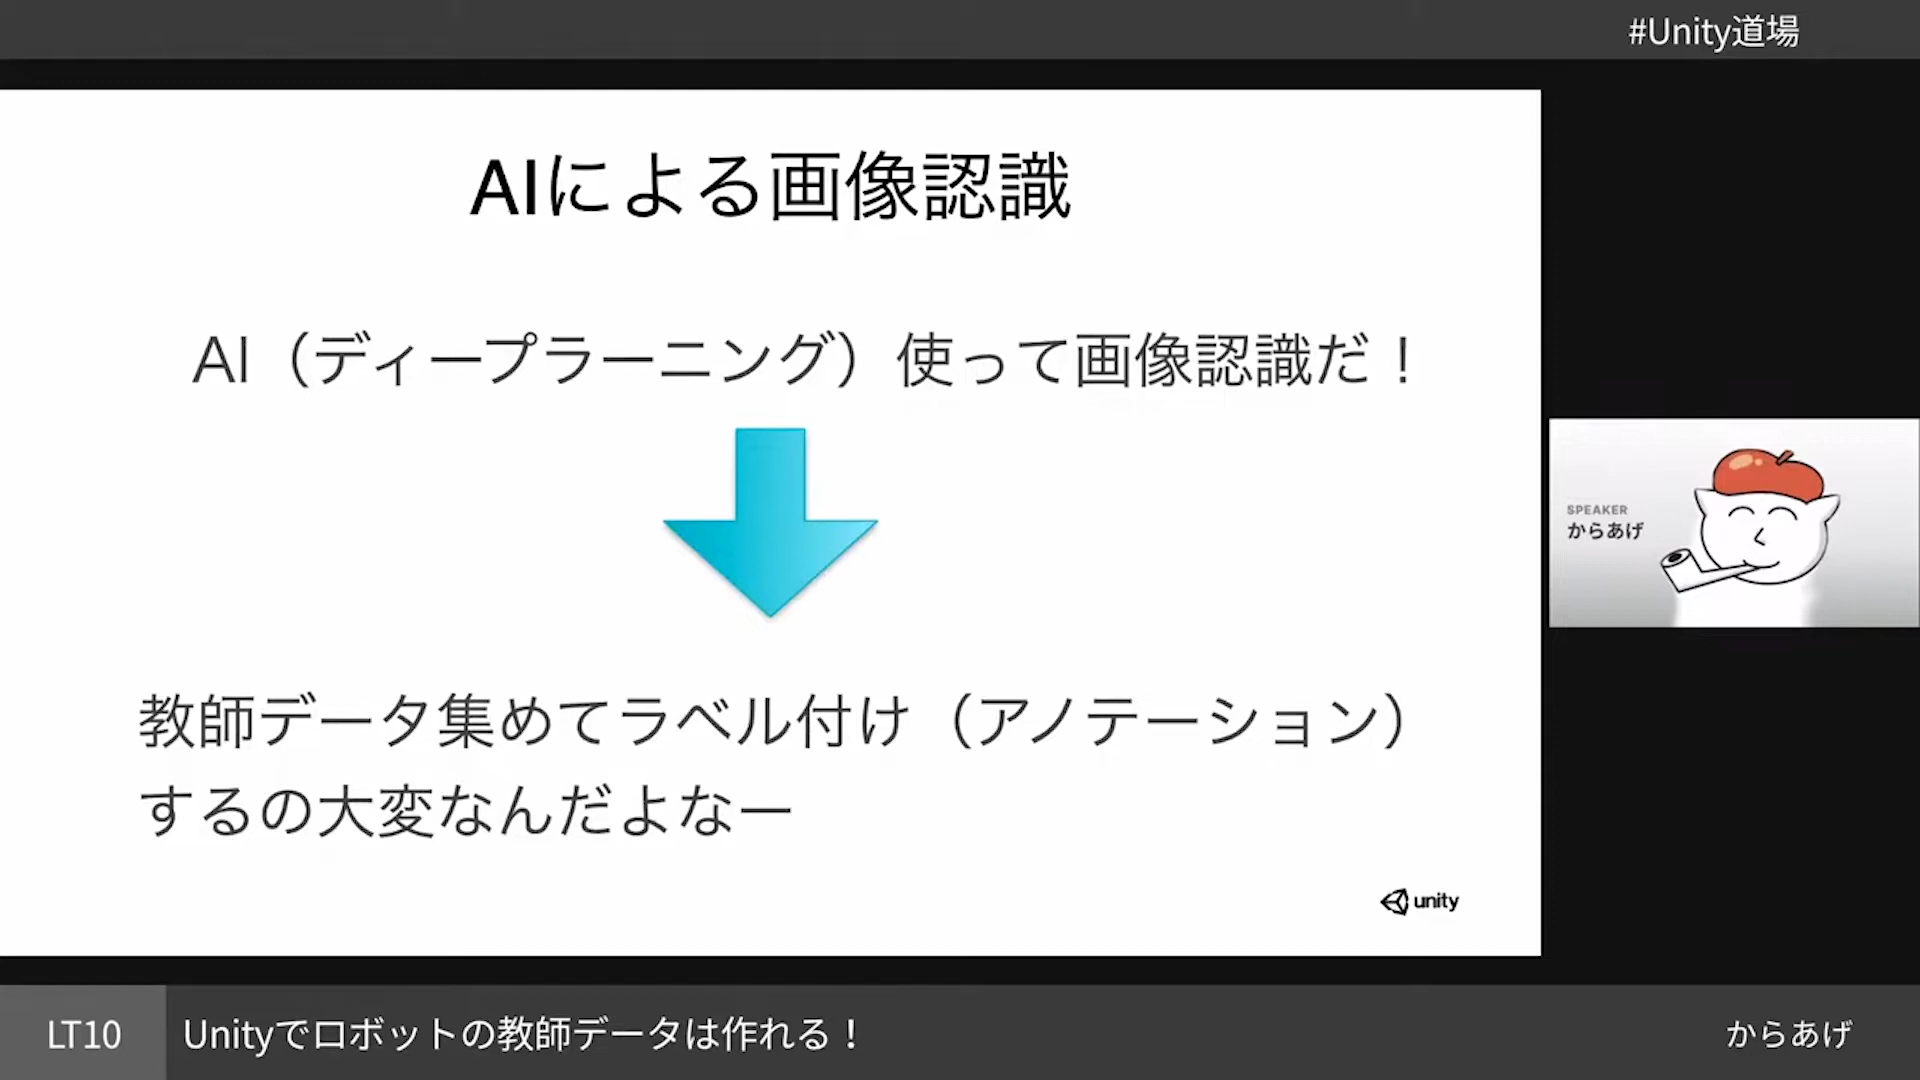 #Unity道場
AIによる画像認識
AI（ディープラーニング）使って画像認識だ！
教師データ集めてラベル付け（アノテーション）
するの大変なんだよなー
unity
SPEAKER
からあげ
LT10
Unityでロボットの教師データは作れる！
からあげ